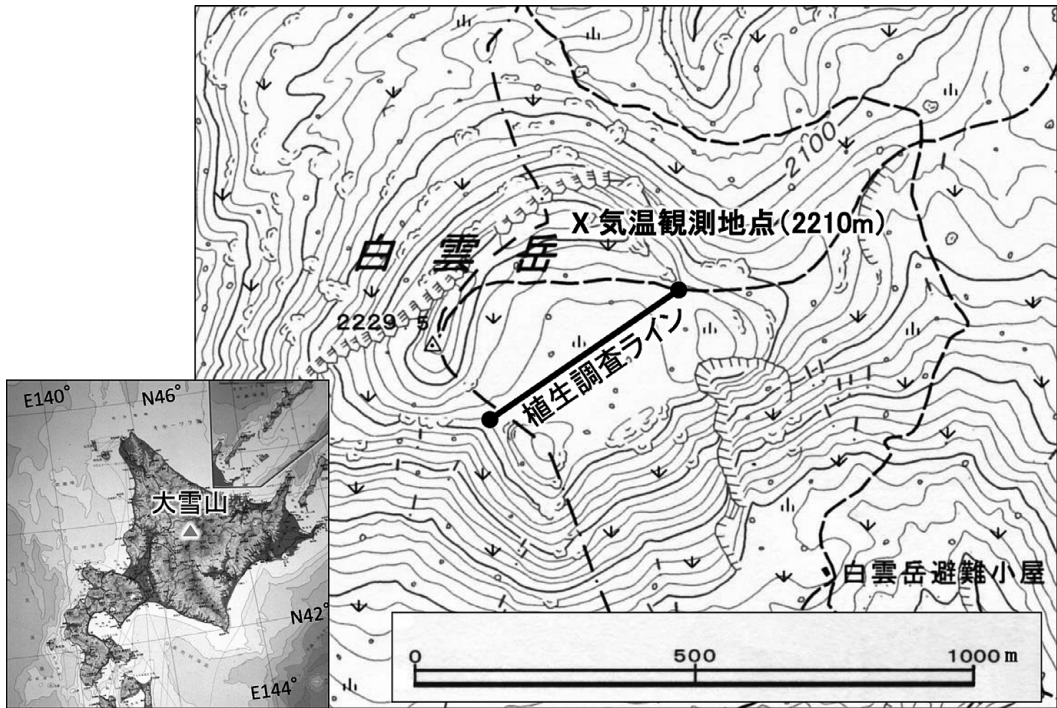 2100
X 気温観測地点(2210m)
白雲岳
2229.5
植生調査ライン
E140°
N46°
大雪山
N42°
E144°
白雲岳避難小屋
0
500
1000m